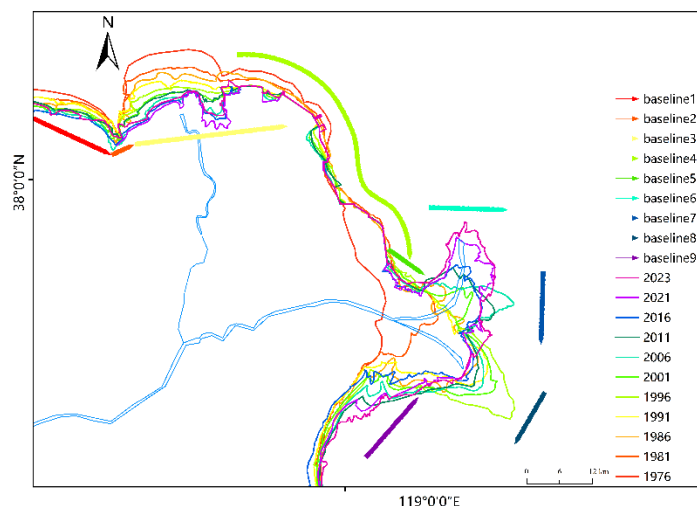 N
38°0'0"N
baseline1
baseline2
baseline3
baseline4
baseline5
baseline6
baseline7
baseline8
baseline9
2023
2021
2016
2011
2006
2001
1996
1991
1986
1981
1976
0 6 12 km
119°0'0"E